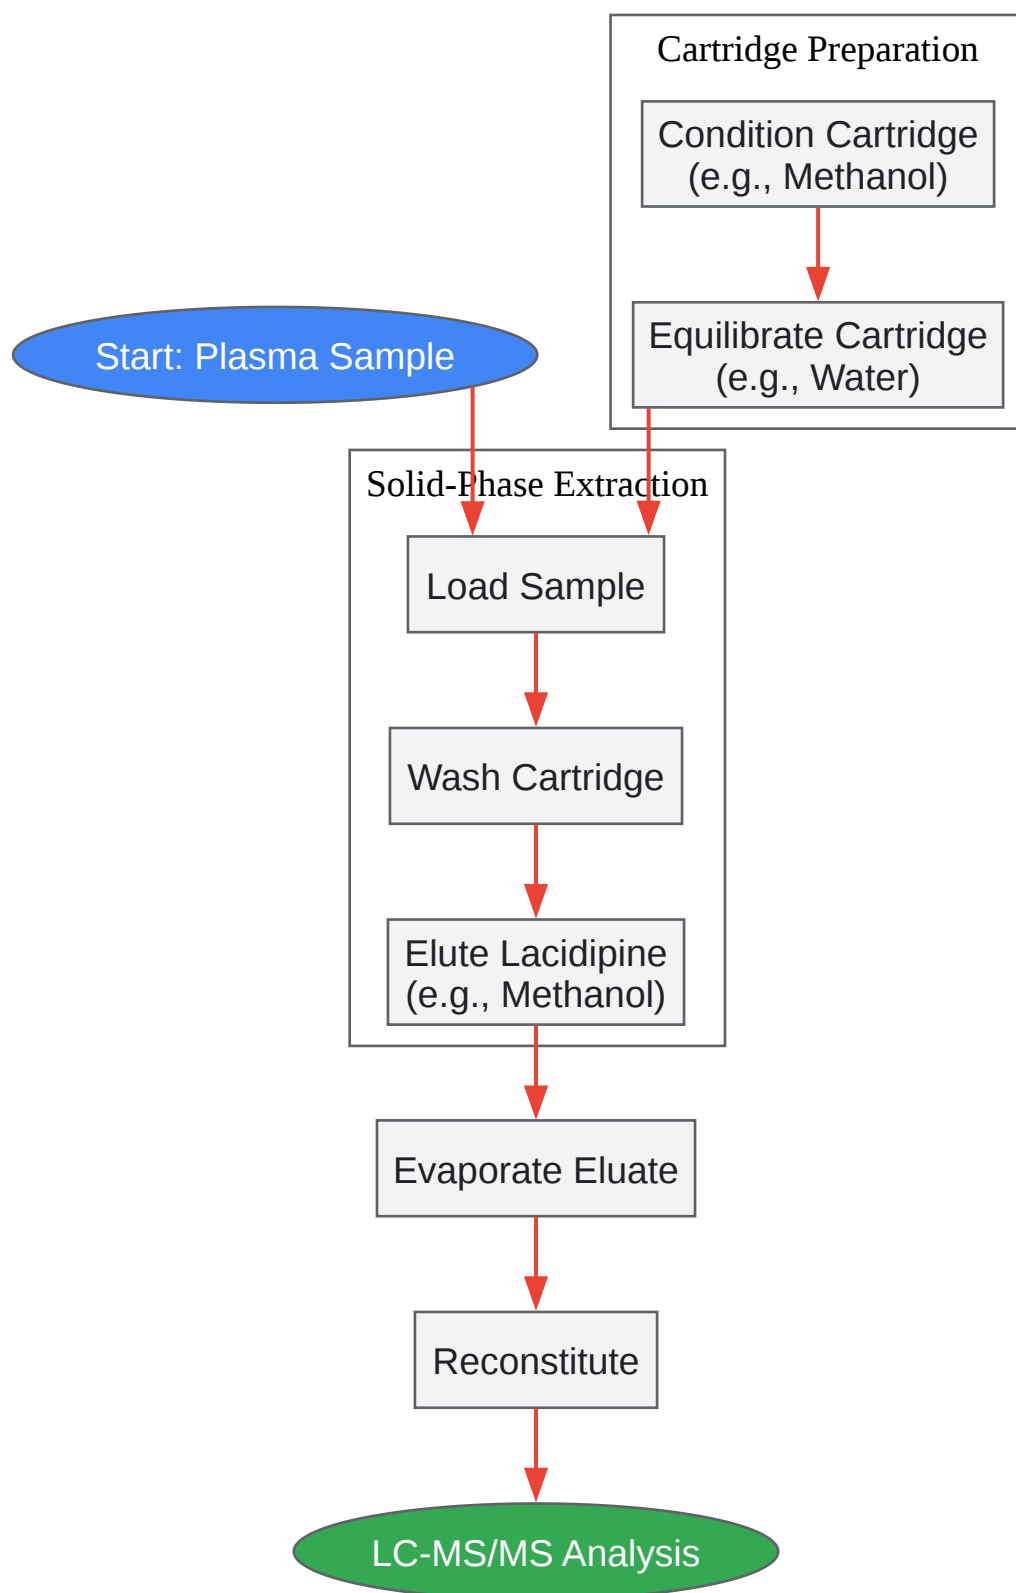 Cartridge Preparation
Condition Cartridge
(e.g., Methanol)
Equilibrate Cartridge
(e.g., Water)
Start: Plasma Sample
Solid-Phase Extraction
Load Sample
Wash Cartridge
Elute Lacidipine
(e.g., Methanol)
Evaporate Eluate
Reconstitute
LC-MS/MS Analysis